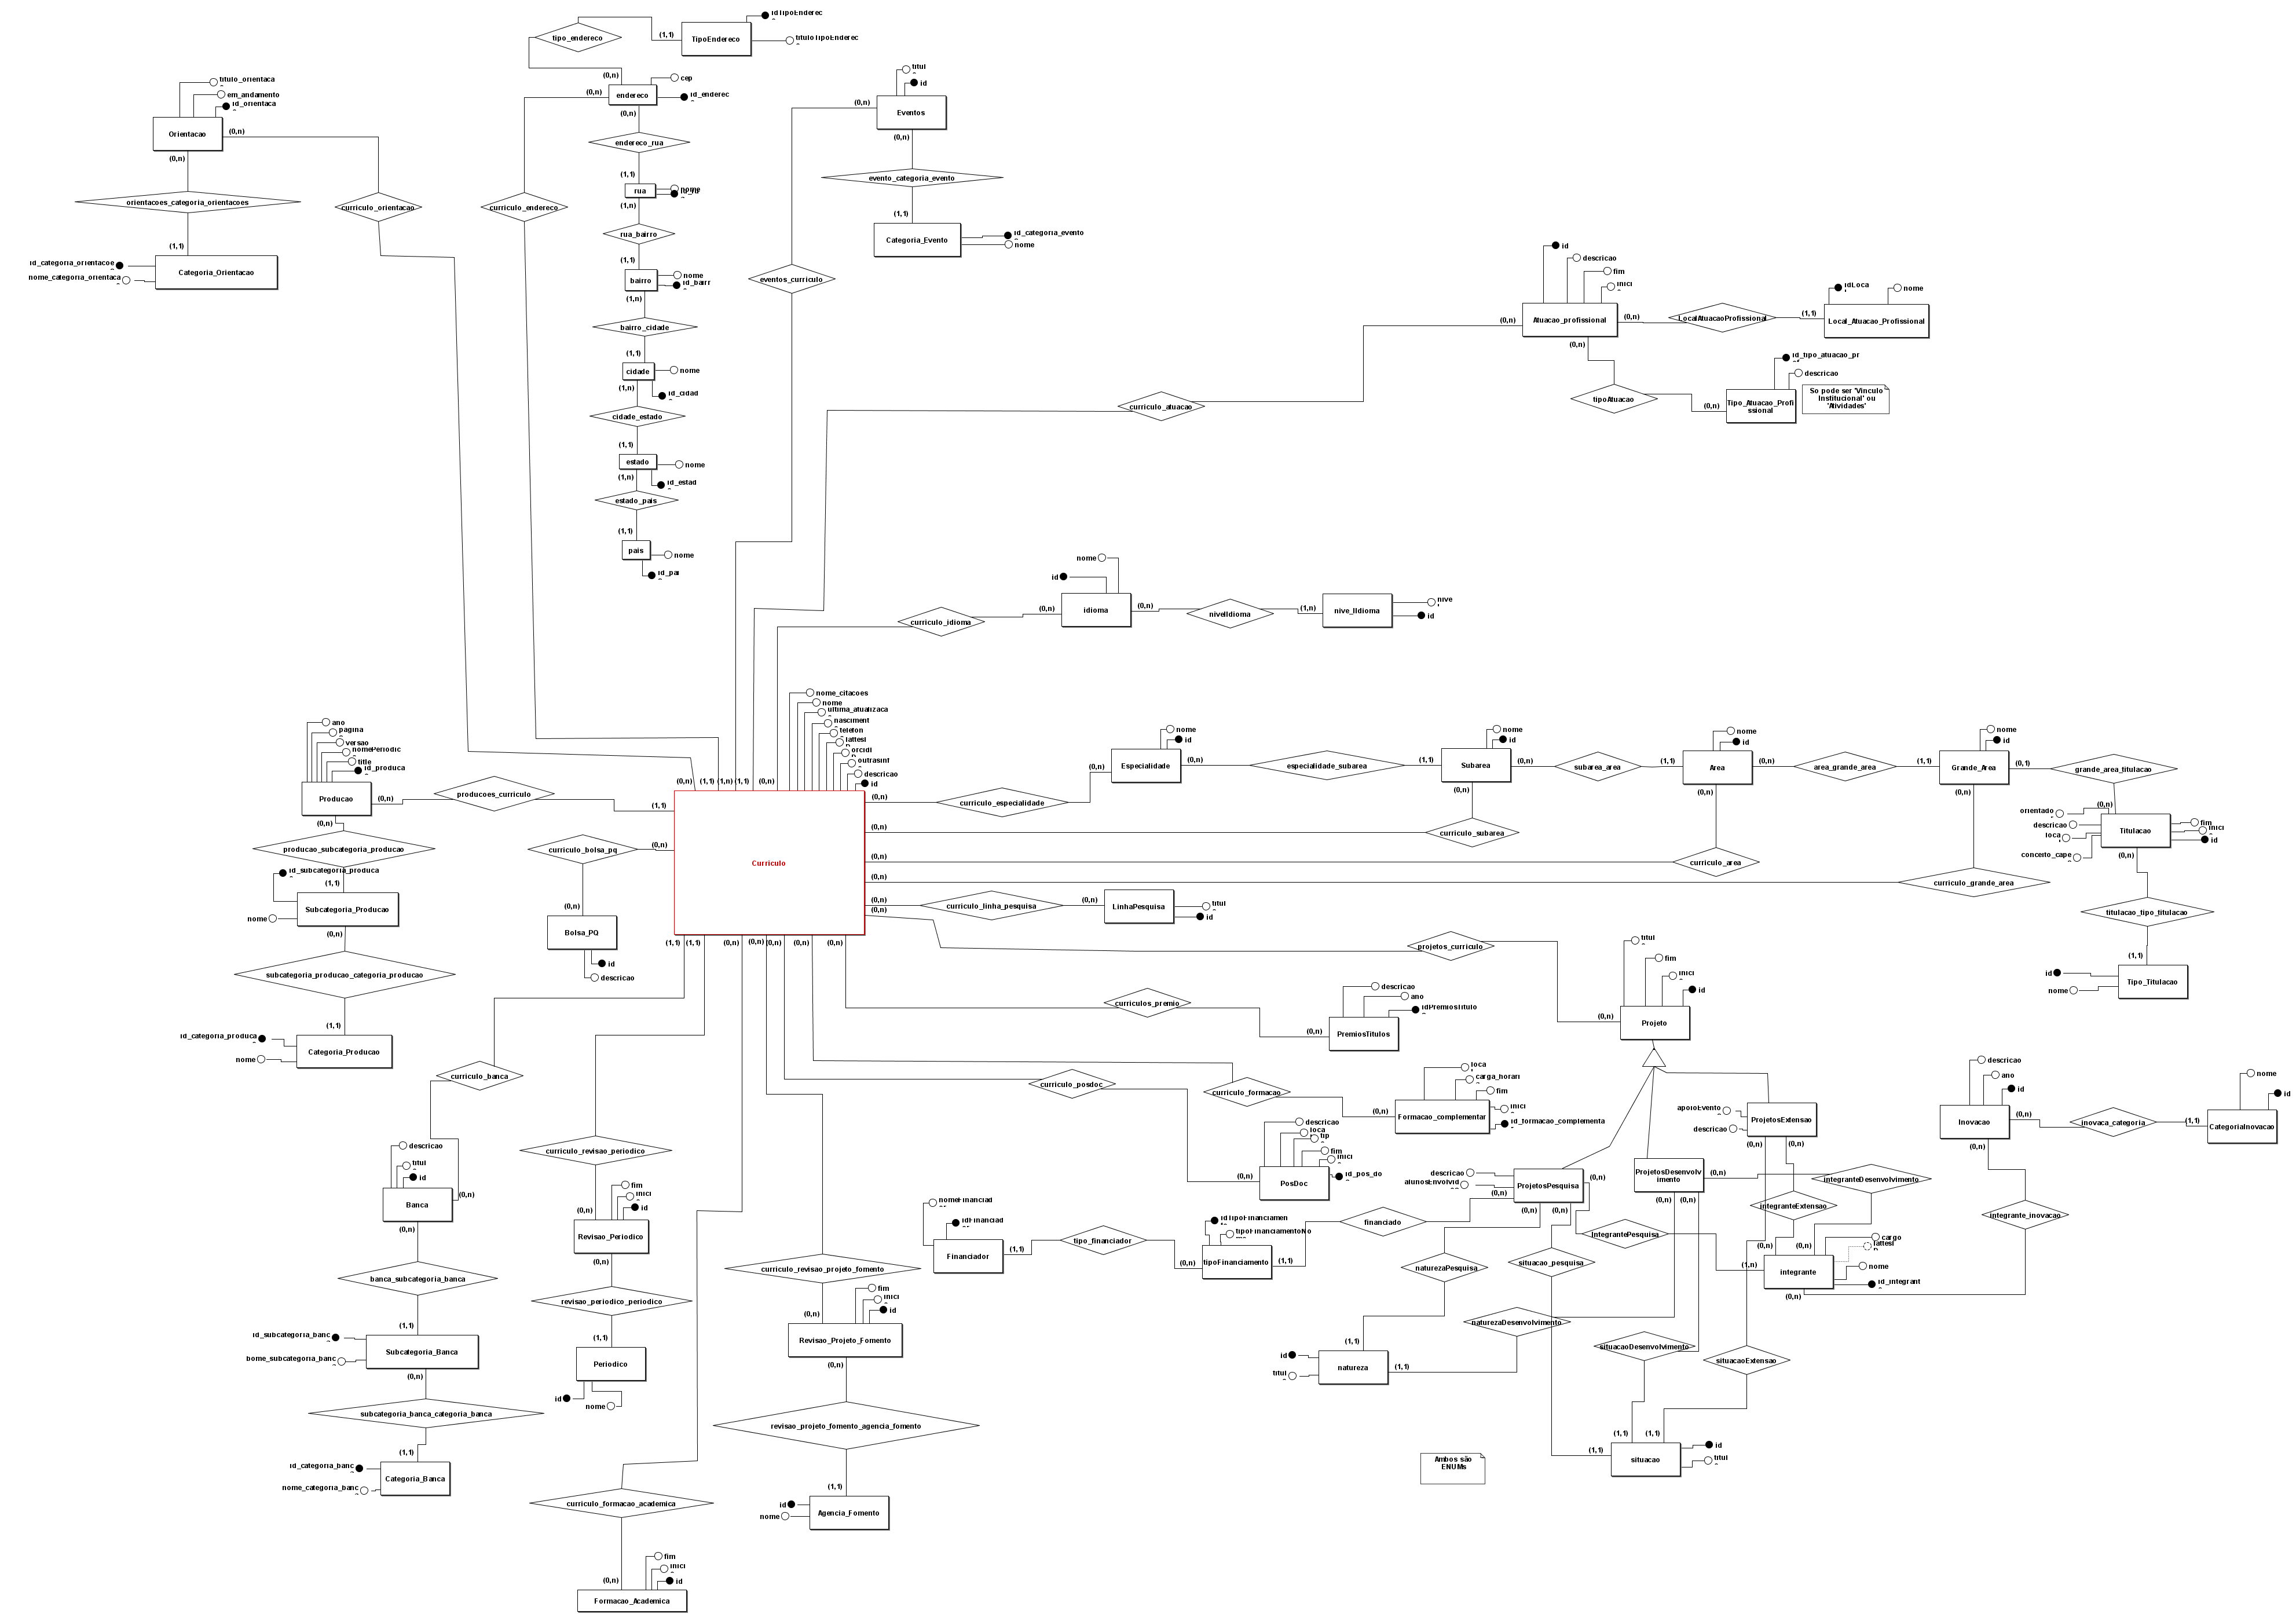 tipo_endereco
(1,1)
TipoEndereco
idTipoEnderec
tituloTipoEnderec
(0,n)
cep
endereco
id_enderec
(0,n)
(0,n)
endereco_rua
(1,1)
rua
nome
(1,n)
rua_bairro
(1,1)
bairro
nome
id_bairr
(1,n)
bairro_cidade
(1,1)
cidade
nome
id_cidad
(1,n)
cidade_estado
(1,1)
estado
nome
id_estad
(1,n)
estado_pais
(1,1)
pais
nome
id_pai
curriculo_endereco
titulo_orientaca
em_andamento
id_orientaca
Orientacao
(0,n)
(0,n)
orientacoes_categoria_orientacoes
curriculo_orientacao
(1,1)
id_categoria_orientacoe
nome_categoria_orientaca
Categoria_Orientacao
titul
id
(0,n)
Eventos
(0,n)
evento_categoria_evento
(1,1)
Categoria_Evento
id_categoria_evento
nome
eventos_curriculo
id
descricao
fim
inici
(0,n)
Atuacao_profissional
(0,n)
LocalAtuacaoProfissional
(1,1)
idLoca
nome
Local_Atuacao_Profissional
(0,n)
tipoAtuacao
(0,n)
id_tipo_atuacao_pr
descricao
Tipo_Atuacao_Profi
ssional
So pode ser 'Vinculo
Institucional' ou
'Atividades'
curriculo_atuacao
nome
id
curriculo_idioma
(0,n)
idioma
(0,n)
nivelIdioma
(1,n)
nive_lIdioma
nive
id
nome_citacoes
nome
ultima_atualizaca
nasciment
telefon
lattesI
orcidI
outrasInf
descricao
id
(0,n)
(1,1)
(1,n)
(1,1)
(0,n)
Curriculo
ano
pagina
versao
nomePeriodic
title
id_produca
Producao
(0,n)
producoes_curriculo
(1,1)
(0,n)
producao_subcategoria_producao
id_subcategoria_produca
(1,1)
Subcategoria_Producao
nome
(0,n)
subcategoria_producao_categoria_producao
(1,1)
id_categoria_produca
nome
Categoria_Producao
curriculo_bolsa_pq
(0,n)
(0,n)
Bolsa_PQ
id
descricao
(0,n)
curriculo_especialidade
(0,n)
nome
id
Especialidade
(0,n)
especialidade_subarea
(1,1)
nome
id
Subarea
(0,n)
subarea_area
(1,1)
nome
id
Area
(0,n)
area_grande_area
(1,1)
nome
id
Grande_Area
(0,1)
grande_area_titulacao
(0,n)
(0,n)
(0,n)
(0,n)
curriculo_subarea
(0,n)
curriculo_area
curriculo_grande_area
(0,n)
orientado
descricao
loca
conceito_cape
Titulacao
fim
inici
id
(0,n)
titulacao_tipo_titulacao
(1,1)
id
nome
Tipo_Titulacao
(0,n)
curriculo_linha_pesquisa
(0,n)
LinhaPesquisa
titul
id
(0,n)
projetos_curriculo
titul
fim
inici
id
(0,n)
Projeto
(1,1)
(1,1)
(0,n)
(0,n)
(0,n)
(0,n)
(0,n)
curriculos_premio
(0,n)
descricao
ano
idPremiosTitulo
PremiosTitulos
curriculo_posdoc
curriculo_formacao
(0,n)
loca
carga_horari
fim
inici
id_formacao_complementa
Formacao_complementar
descricao
loca
tip
fim
inici
id_pos_do
(0,n)
PosDoc
curriculo_banca
descricao
titul
id
Banca
(0,n)
(0,n)
banca_subcategoria_banca
(1,1)
id_subcategoria_banc
bome_subcategoria_banc
Subcategoria_Banca
(0,n)
subcategoria_banca_categoria_banca
(1,1)
id_categoria_banc
nome_categoria_banc
Categoria_Banca
curriculo_revisao_periodico
fim
inici
id
(0,n)
Revisao_Periodico
(0,n)
revisao_periodico_periodico
(1,1)
Periodico
id
nome
curriculo_formacao_academica
(0,n)
fim
inici
id
Formacao_Academica
curriculo_revisao_projeto_fomento
fim
inici
id
(0,n)
Revisao_Projeto_Fomento
(0,n)
revisao_projeto_fomento_agencia_fomento
(1,1)
id
nome
Agencia_Fomento
nomeFinanciad
idFinanciad
Financiador
(1,1)
tipo_financiador
(0,n)
idTipoFinanciamen
tipoFinanciamentoNo
tipoFinanciamento
(1,1)
financiado
(0,n)
descricao
alunosEnvolvid
ProjetosPesquisa
(0,n)
(0,n)
(0,n)
naturezaPesquisa
situacao_pesquisa
IntegrantePesquisa
(1,n)
apoioEvento
descricao
ProjetosExtensao
(0,n)
(0,n)
ProjetosDesenvolv
imento
(0,n)
(0,n)
(0,n)
integranteDesenvolvimento
integranteExtensao
(0,n)
(0,n)
integrante
cargo
lattesI
nome
id_integrant
(0,n)
descricao
ano
id
Inovacao
(0,n)
inovaca_categoria
(1,1)
nome
id
CategoriaInovacao
(0,n)
integrante_inovacao
naturezaDesenvolvimento
(1,1)
id
titul
natureza
(1,1)
situacaoDesenvolvimento
situacaoExtensao
(1,1)
(1,1)
(1,1)
situacao
id
titul
Ambos são
ENUMs